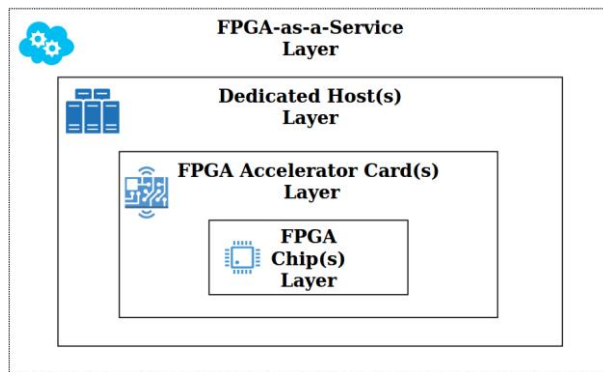 FPGA-as-a-Service
Layer
Dedicated Host(s)
Layer
FPGA Accelerator Card(s)
Layer
FPGA
Chip(s)
Layer